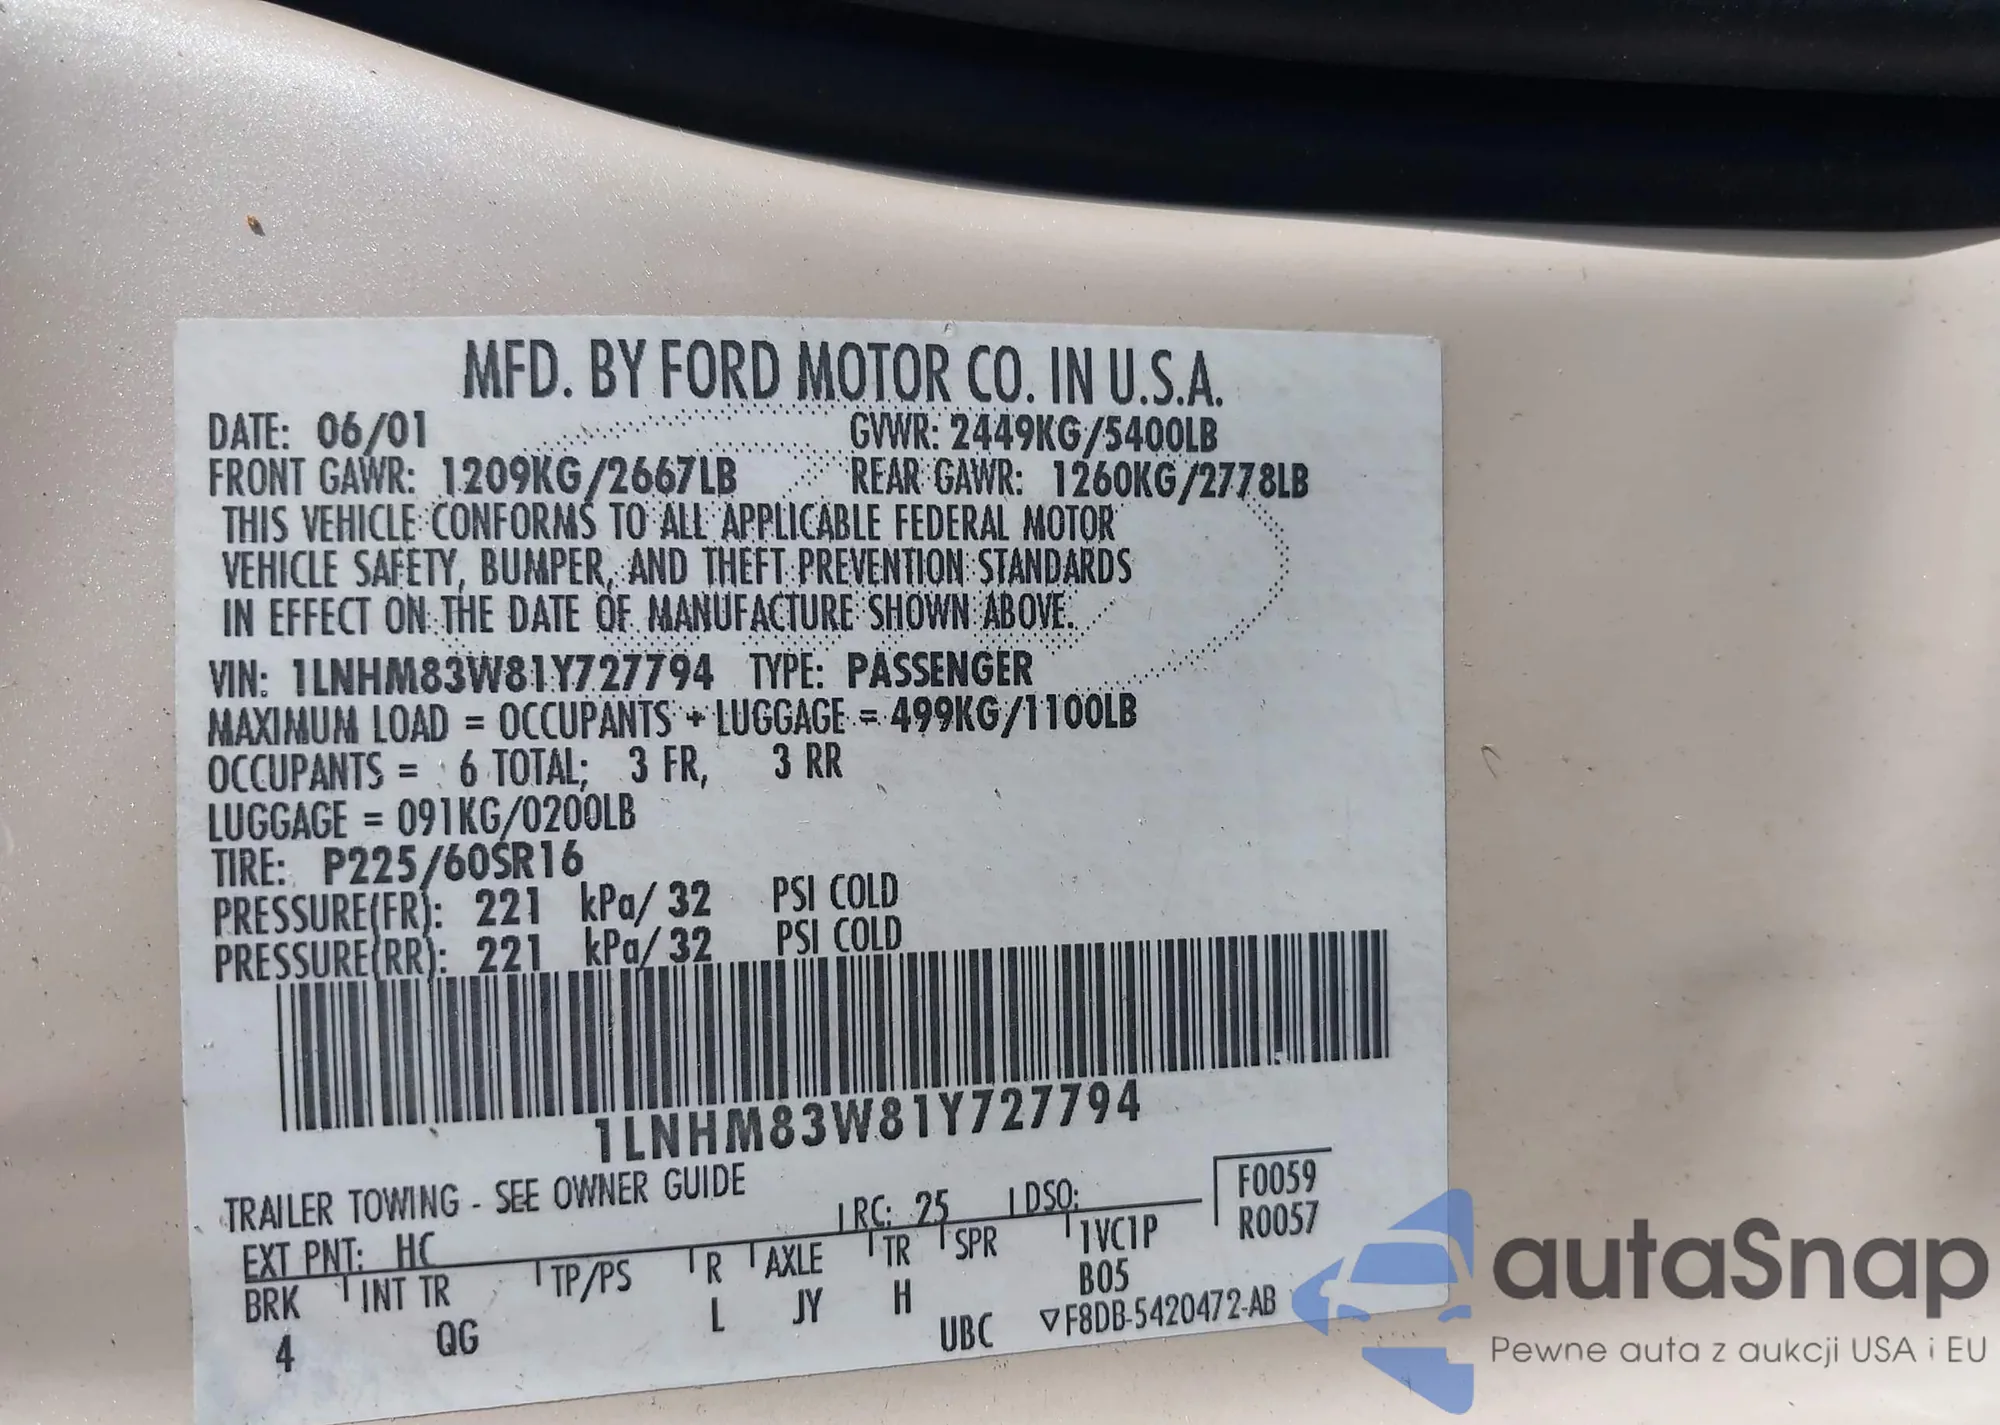 MFD. BY FORD MOTOR CO. IN U.S.A.
DATE: 06/01 GVWR: 2449KG/5400LB
FRONT GAWR: 1209KG/2667LB REAR GAWR: 1260KG/2778LB
THIS VEHICLE CONFORMS TO ALL APPLICABLE FEDERAL MOTOR
VEHICLE SAFETY, BUMPER, AND THEFT PREVENTION STANDARDS
IN EFFECT ON THE DATE OF MANUFACTURE SHOWN ABOVE.
VIN: 1LNHM83W81Y727794 TYPE: PASSENGER
MAXIMUM LOAD = OCCUPANTS + LUGGAGE = 499KG/1100LB
OCCUPANTS = 6 TOTAL; 3 FR, 3 RR
LUGGAGE = 091KG/0200LB
TIRE: P225/60SR16
PRESSURE(FR): 221 kPa/ 32 PSI COLD
PRESSURE(RR): 221 kPa/ 32 PSI COLD
1LNHM83W81Y727794
TRAILER TOWING - SEE OWNER GUIDE
EXT PNT: HC RC: 25 DSO: F0059
R0057
BRK INT TR TP/PS R AXLE TR SPR 1VC1P
4 QG L JY H B05
UBC ▽F8DB-5420472-AB
autaSnap
Pewne auta z aukcji USA i EU